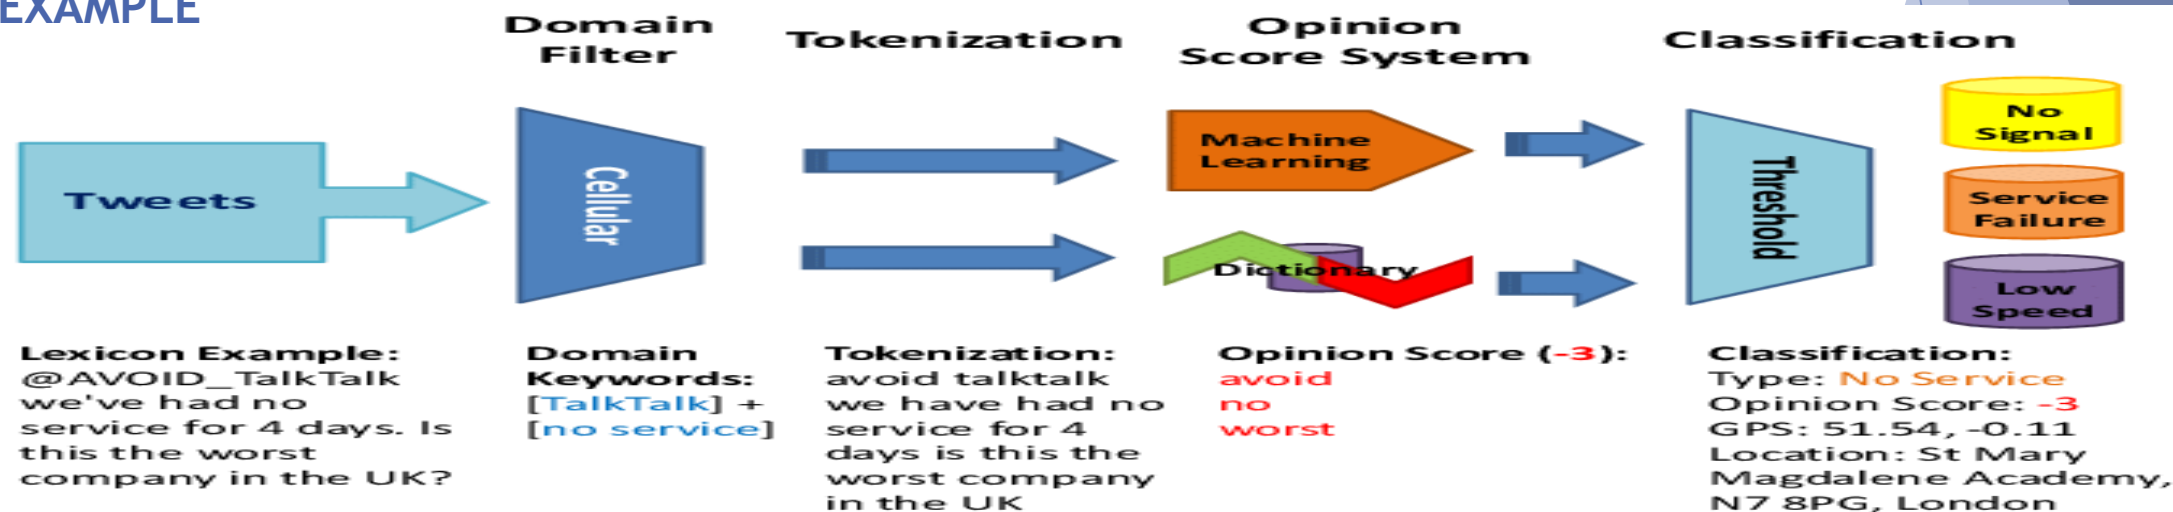 EXAMPLE
Domain
Filter
Tokenization
Opinion
Score System
Classification
Tweets
Cellular
Machine
Learning
Dictionary
Threshold
No
Signal
Service
Failure
Low
Speed
Lexicon Example:
@AVOID_TalkTalk
we've had no
service for 4 days. Is
this the worst
company in the UK?
Domain
Keywords:
[TalkTalk] +
[no service]
Tokenization:
avoid talktalk
we have had no
service for 4
days is this the
worst company
in the UK
Opinion Score (-3):
avoid
no
worst
Classification:
Type: No Service
Opinion Score: -3
GPS: 51.54, -0.11
Location: St Mary
Magdalene Academy,
N7 8PG, London